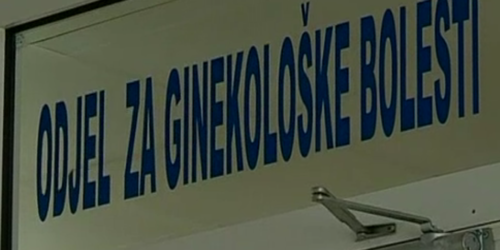 ODJEL ZA GINEKOLOŠKE BOLESTI